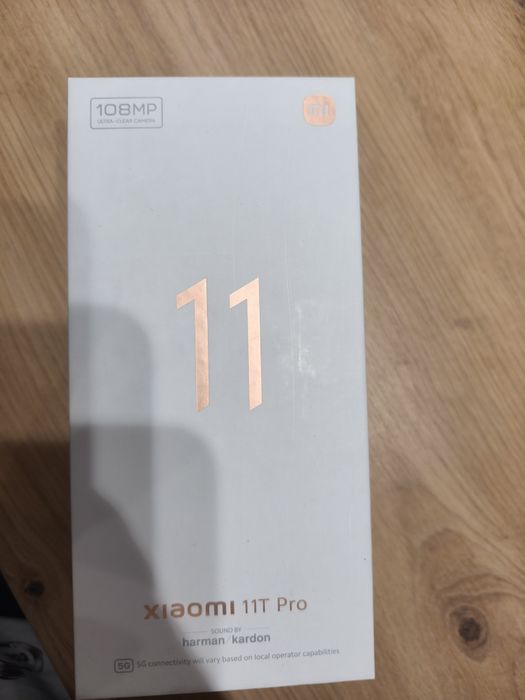 108MP
ULTRA-CLEAR CAMERA
mi
11
xiaomi 11T Pro
SOUND BY
harman / kardon
5G 5G connectivity will vary based on local operator capabilities